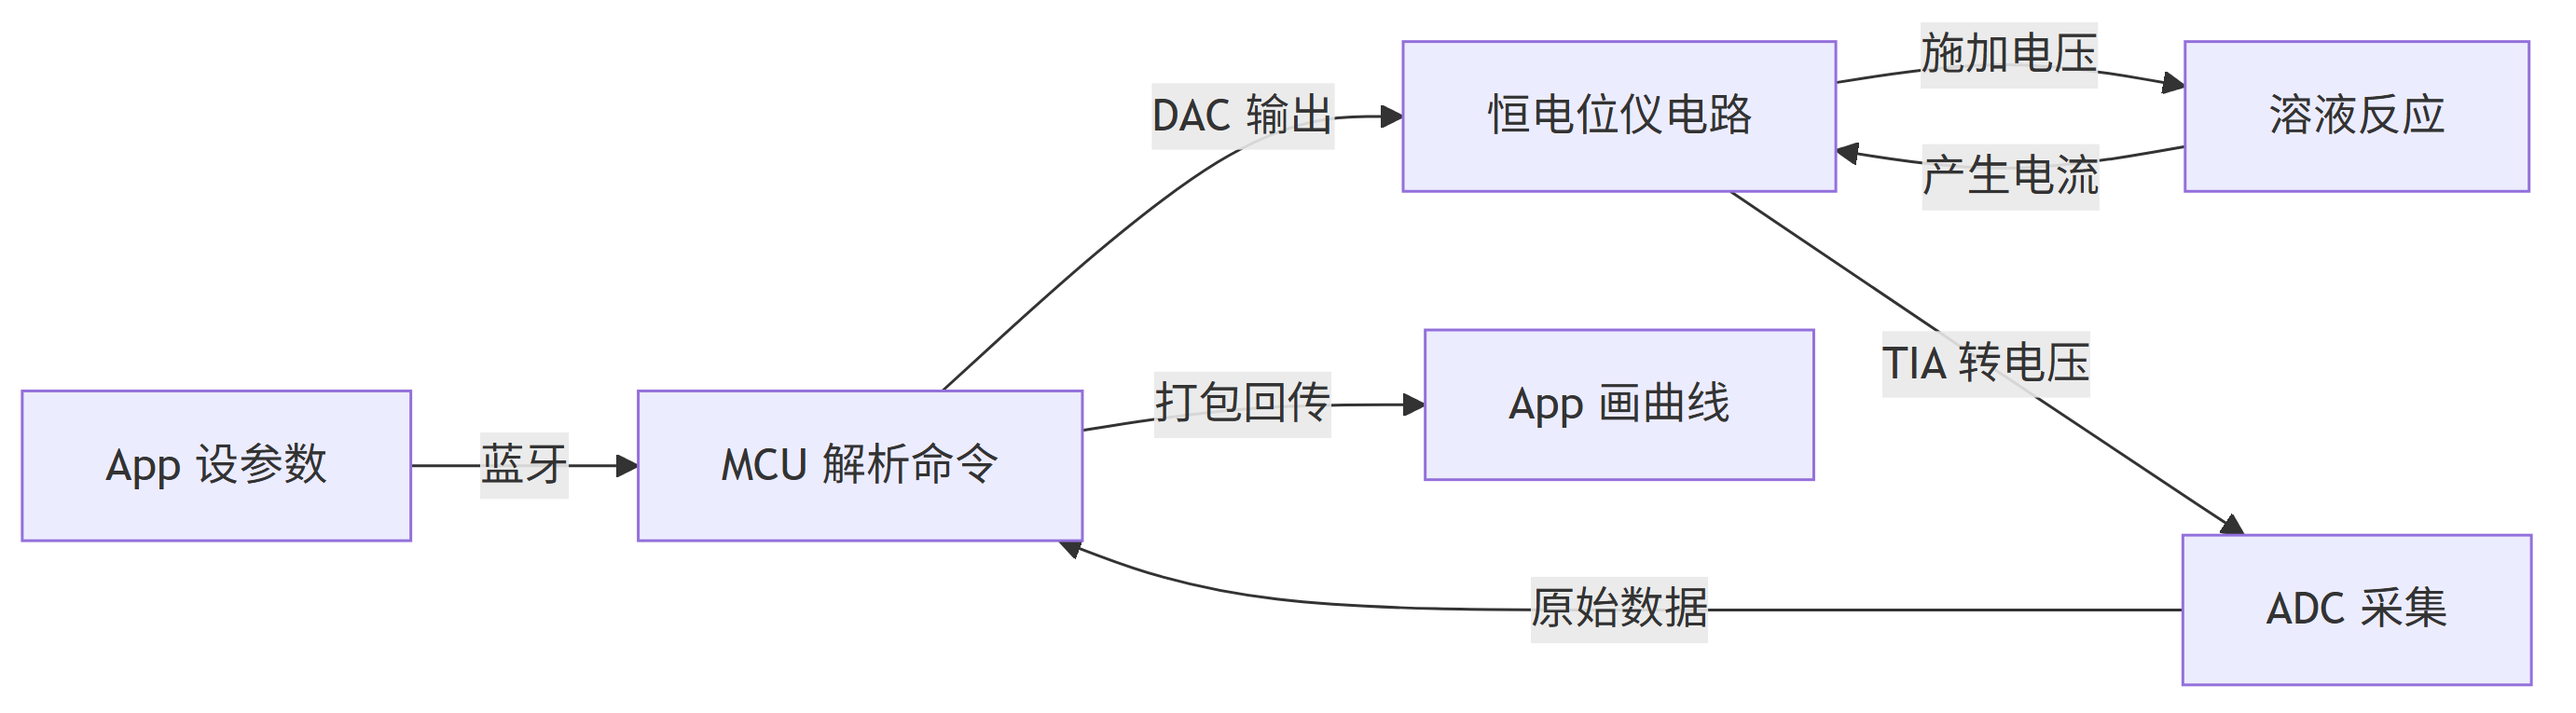 施加电压
DAC 输出
恒电位仪电路
溶液反应
产生电流
TIA 转电压
打包回传
App 画曲线
App 设参数
蓝牙
MCU 解析命令
原始数据
ADC 采集